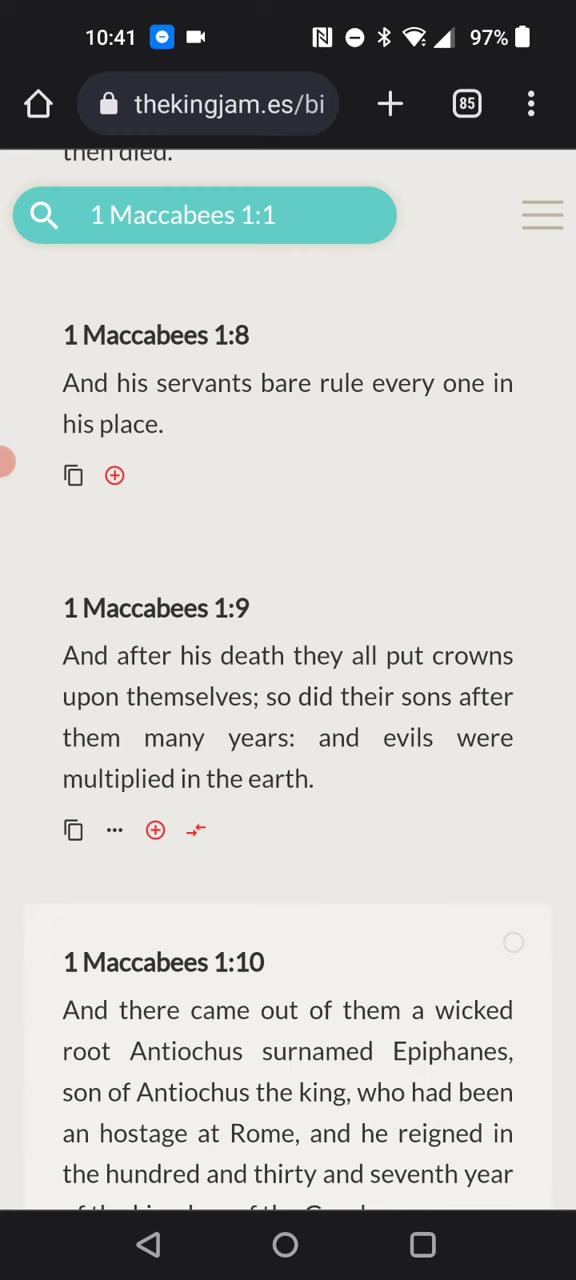 10:41
97%
thekingjam.es/bi
85
then died.
1 Maccabees 1:1
1 Maccabees 1:8
And his servants bare rule every one in
his place.
1 Maccabees 1:9
And after his death they all put crowns
upon themselves; so did their sons after
them many years: and evils were
multiplied in the earth.
1 Maccabees 1:10
And there came out of them a wicked
root Antiochus surnamed Epiphanes,
son of Antiochus the king, who had been
an hostage at Rome, and he reigned in
the hundred and thirty and seventh year